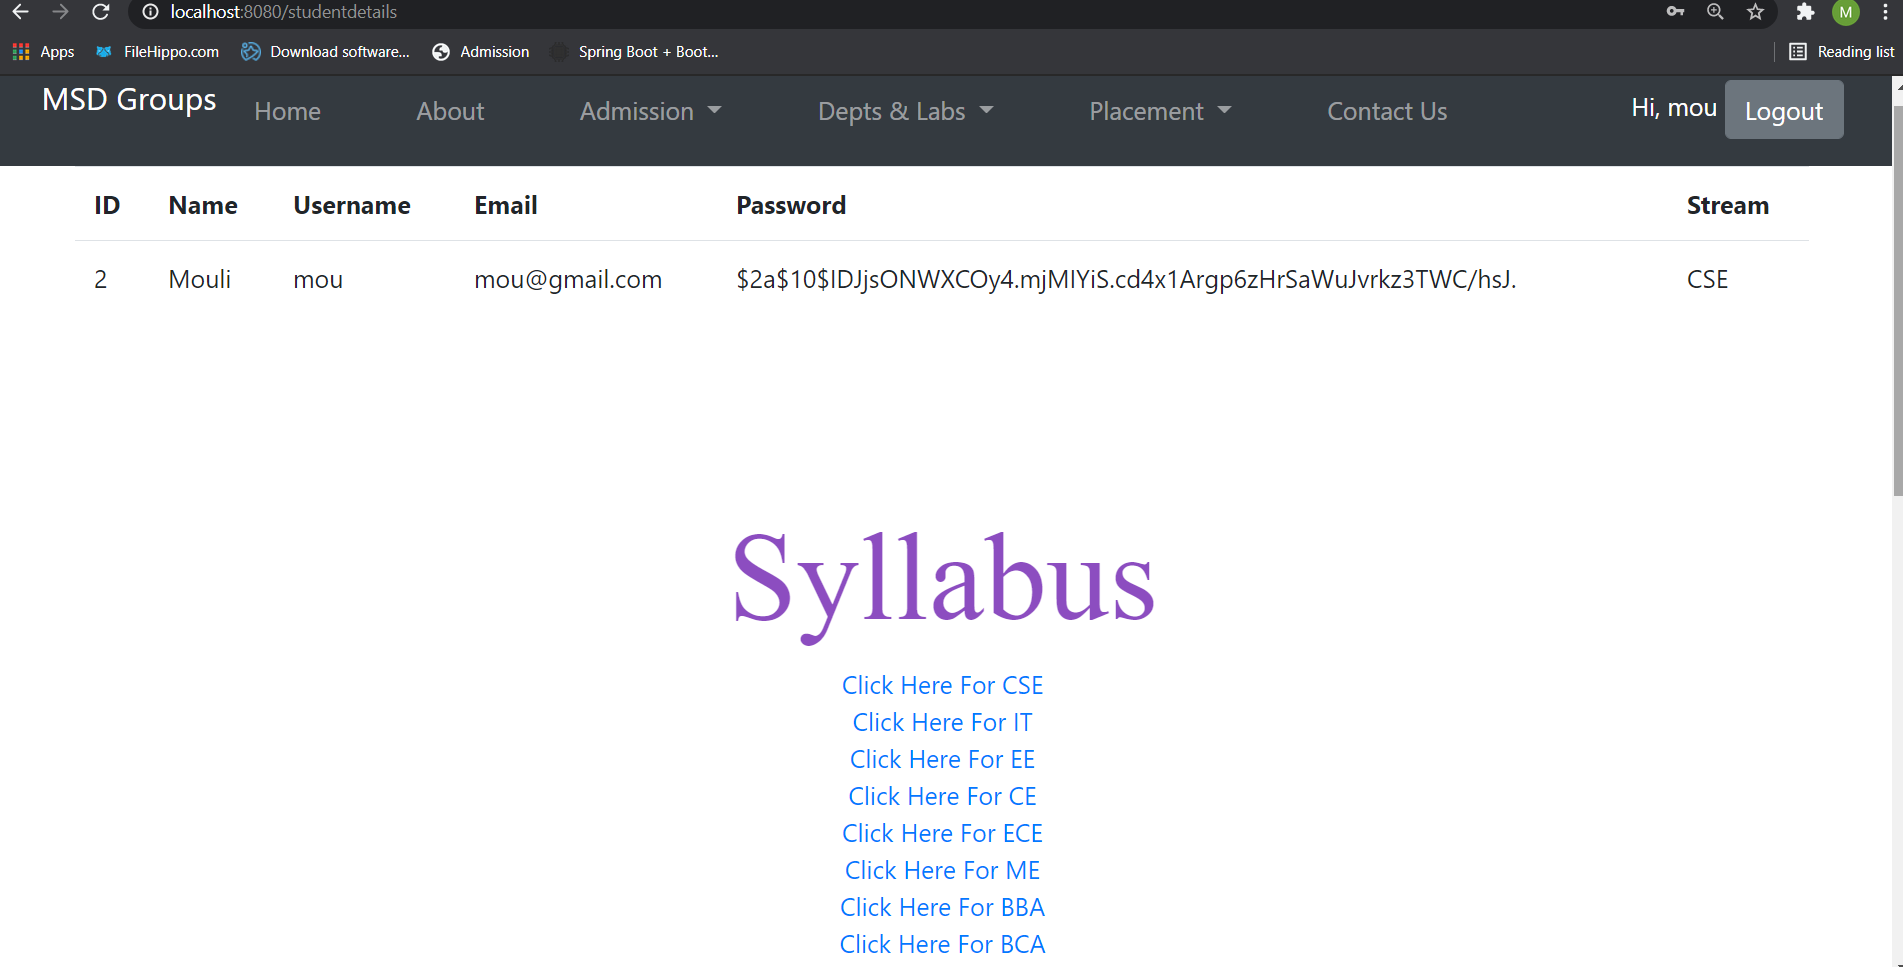 localhost:8080/studentdetails
Apps FileHippo.com Download software... Admission Spring Boot + Boot... Reading list
M
MSD Groups Home About Admission Depts & Labs Placement Contact Us Hi, mou Logout
ID Name Username Email Password Stream
2 Mouli mou mou@gmail.com $2a$10$IDJjsONWXCOy4.mjMIYiS.cd4x1Argp6zHrSaWuJvrkz3TWC/hsJ. CSE
Syllabus
Click Here For CSE
Click Here For IT
Click Here For EE
Click Here For CE
Click Here For ECE
Click Here For ME
Click Here For BBA
Click Here For BCA